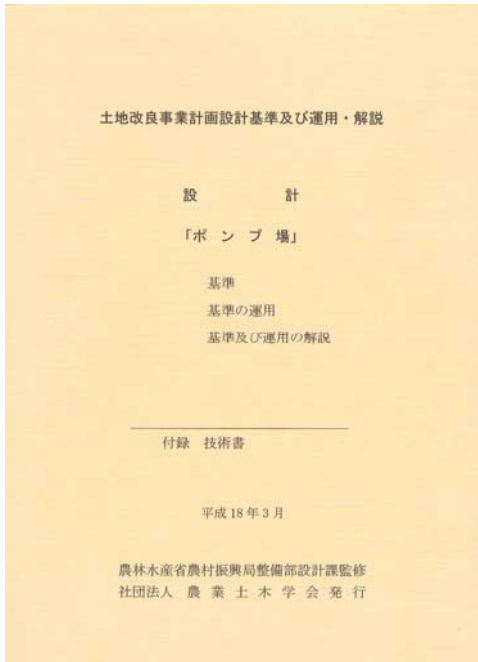 土地改良事業計画設計基準及び運用・解説
設 計
「ポ ン プ 場」
基準
基準の運用
基準及び運用の解説
付録 技術書
平成18年3月
農林水産省農村振興局整備部設計課監修
社団法人 農 業 土 木 学 会 発 行